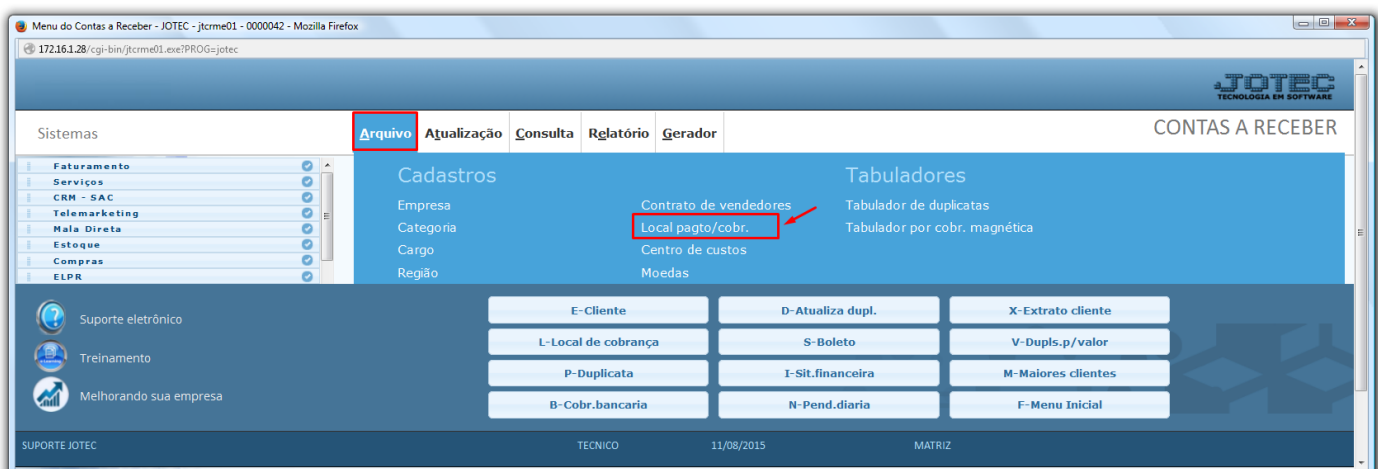 Menu do Contas a Receber - JOTEC - jtcrme01 - 0000042 - Mozilla Firefox
172.16.1.28/cgi-bin/jtcrme01.exe?PROG=jotec
JOTEC
TECNOLOGIA EM SOFTWARE
Sistemas
Arquivo Atualização Consulta Relatório Gerador
CONTAS A RECEBER
Faturamento
Serviços
CRM - SAC
Telemarketing
Mala Direta
Estoque
Compras
ELPR
Cadastros
Empresa
Categoria
Cargo
Região
Contrato de vendedores
Local pagto/cobr.
Centro de custos
Moedas
Tabuladores
Tabulador de duplicatas
Tabulador por cobr. magnética
Suporte eletrônico
Treinamento
Melhorando sua empresa
E-Cliente D-Atualiza dupl. X-Extrato cliente
L-Local de cobrança S-Boleto V-Dupls.p/valor
P-Duplicata I-Sit.financeira M-Maiores clientes
B-Cobr.bancaria N-Pend.diaria F-Menu Inicial
SUPORTE JOTEC TECNICO 11/08/2015 MATRIZ